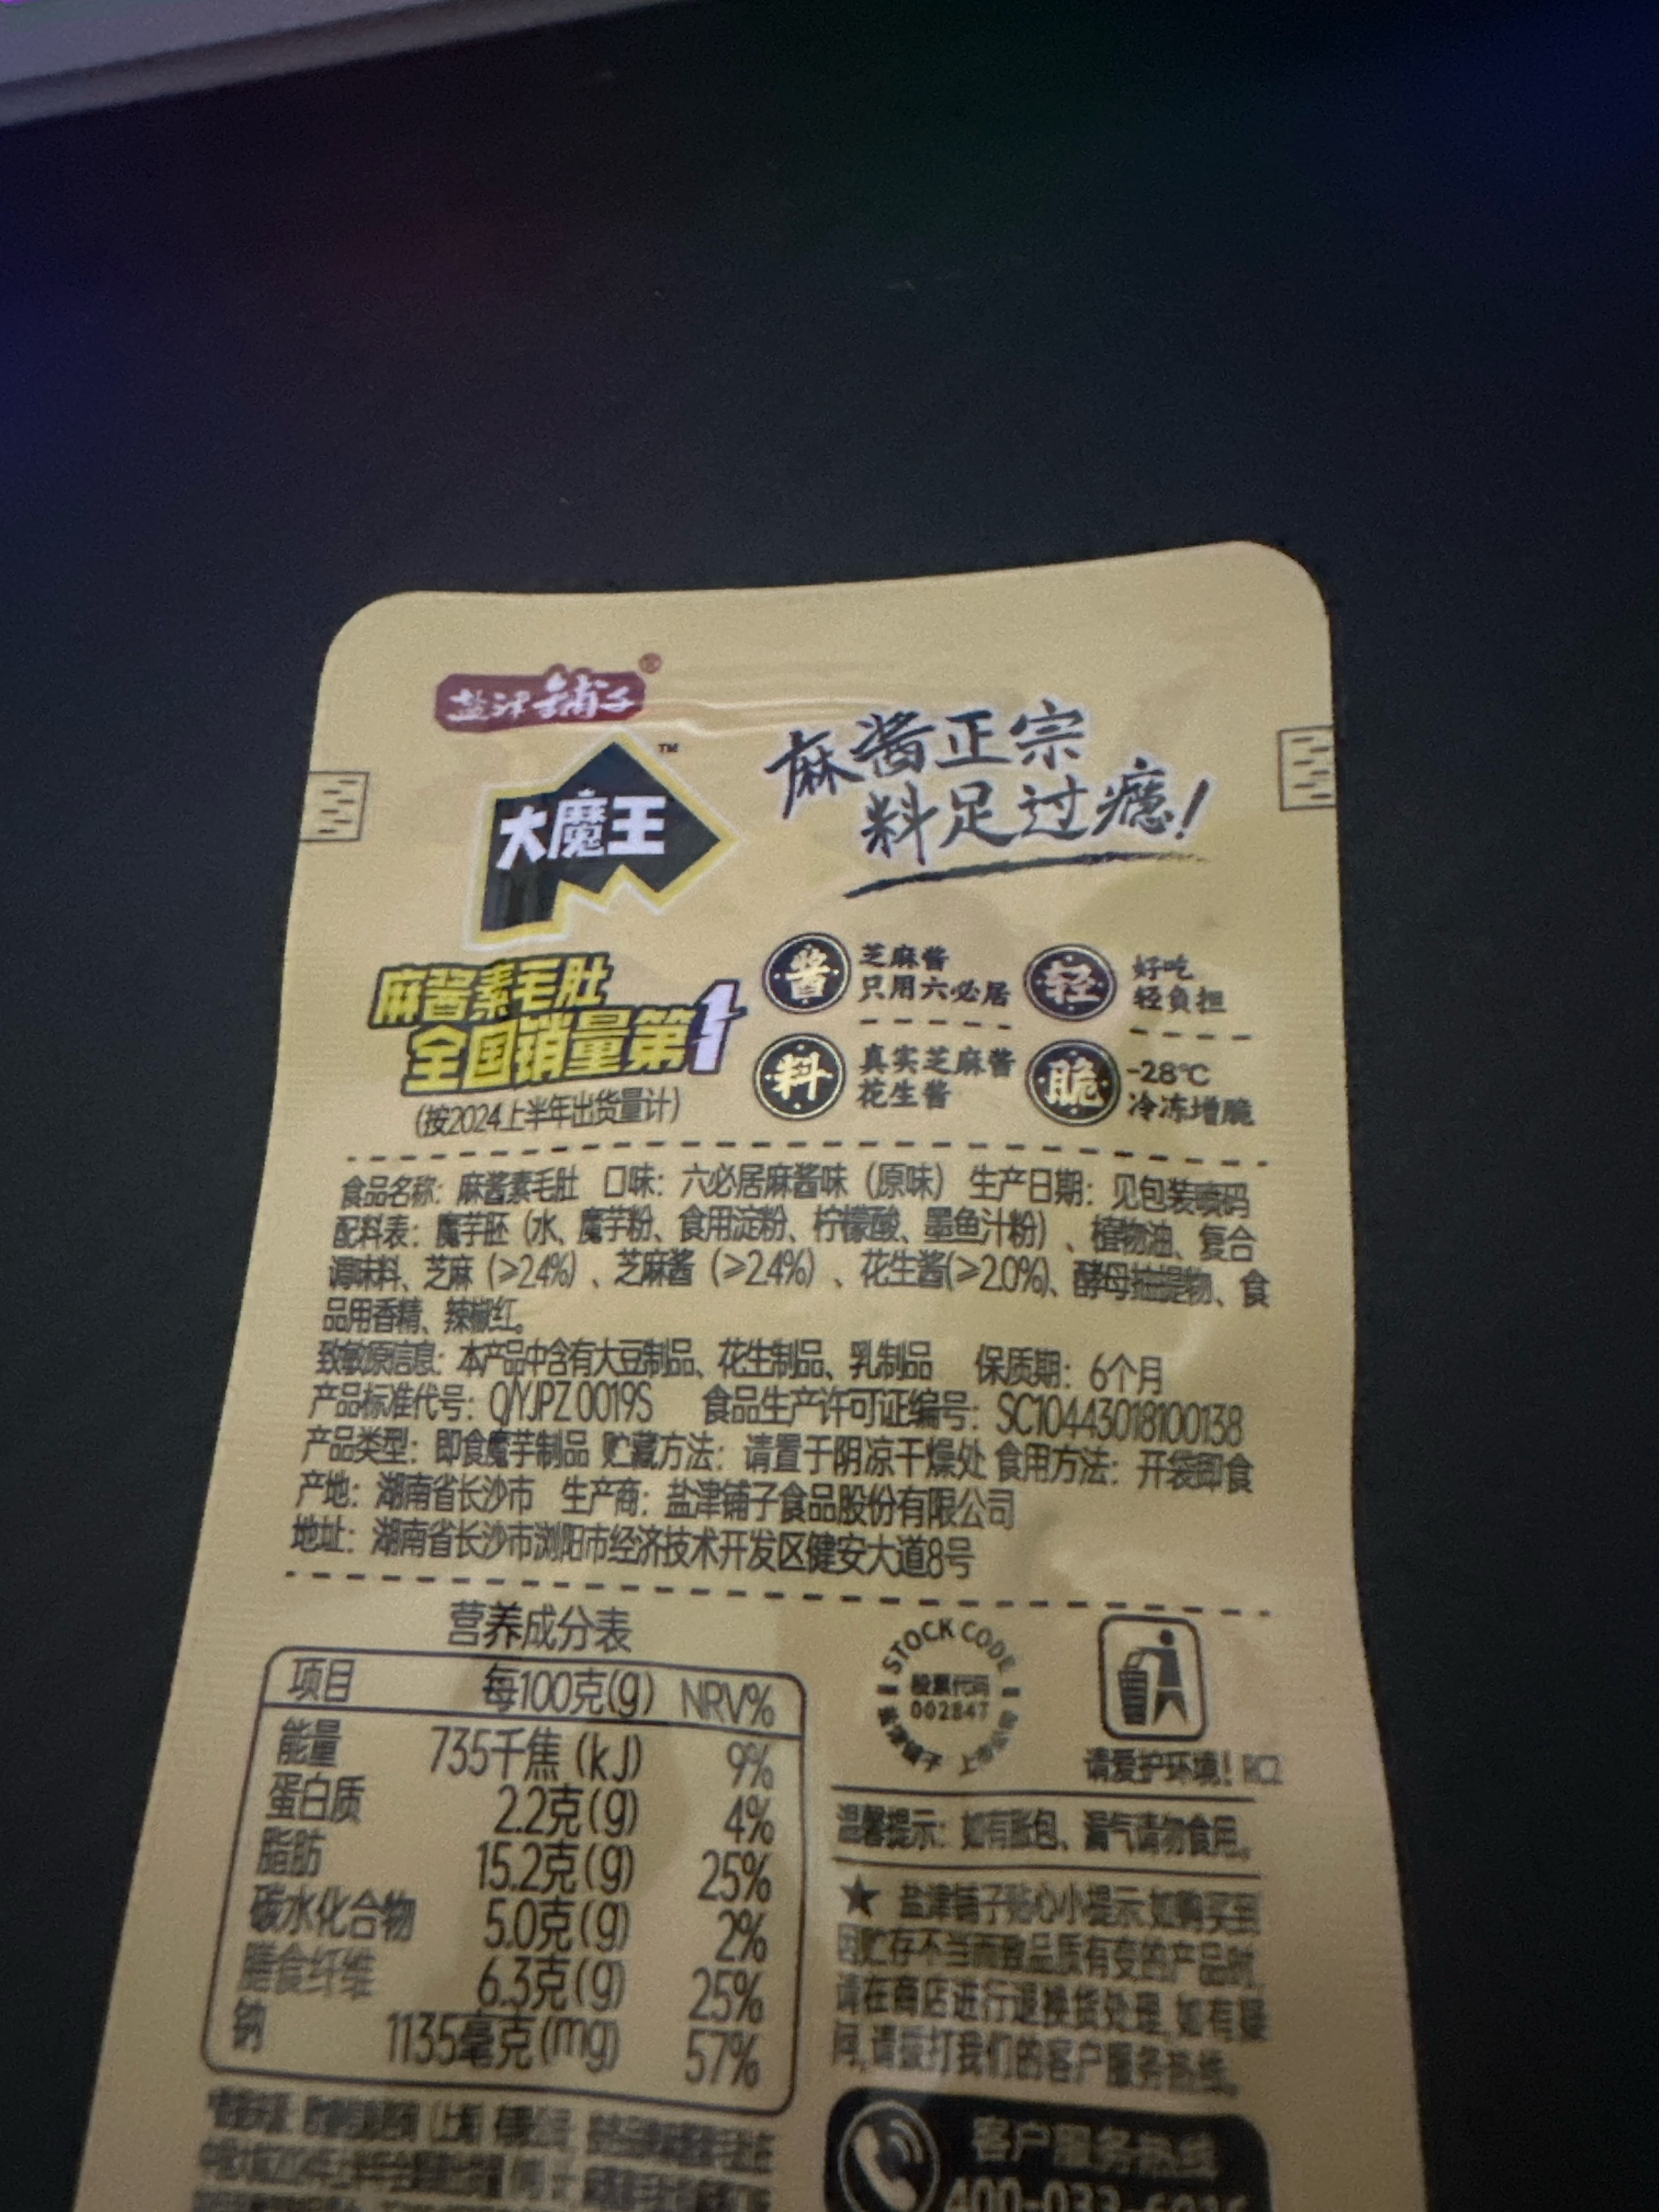 盐津铺子®
大魔王™
麻酱正宗
料足过瘾！
麻酱素毛肚
全国销量第1
（按2024上半年出货量计）
酱 芝麻酱
只用六必居
轻 好吃
轻负担
料 真实芝麻酱
花生酱
脆 -28℃
冷冻增脆
食品名称：麻酱素毛肚 口味：六必居麻酱味（原味） 生产日期：见包装喷码
配料表：魔芋胚（水、魔芋粉、食用淀粉、柠檬酸、墨鱼汁粉）、植物油、复合
调味料、芝麻（≥2.4%）、芝麻酱（≥2.4%）、花生酱(≥2.0%)、酵母抽提物、食
品用香精、辣椒红。
致敏原信息：本产品中含有大豆制品、花生制品、乳制品 保质期：6个月
产品标准代号：Q/YJPZ 0019S 食品生产许可证编号：SC10443018100138
产品类型：即食魔芋制品 贮藏方法：请置于阴凉干燥处 食用方法：开袋即食
产地：湖南省长沙市 生产商：盐津铺子食品股份有限公司
地址：湖南省长沙市浏阳市经济技术开发区健安大道8号
营养成分表
项目 每100克(g) NRV%
能量 735千焦 (kJ) 9%
蛋白质 2.2克(g) 4%
脂肪 15.2克(g) 25%
碳水化合物 5.0克(g) 2%
膳食纤维 6.3克(g) 25%
钠 1135毫克(mg) 57%
STOCK CODE
股票代码
002847
请爱护环境！
温馨提示：如有胀包、漏气请勿食用。
★ 盐津铺子贴心小提示:如购买到
因贮存不当而致品质有变的产品时,
请在商店进行退换货处理,如有疑
问,请拨打我们的客户服务热线。
客户服务热线